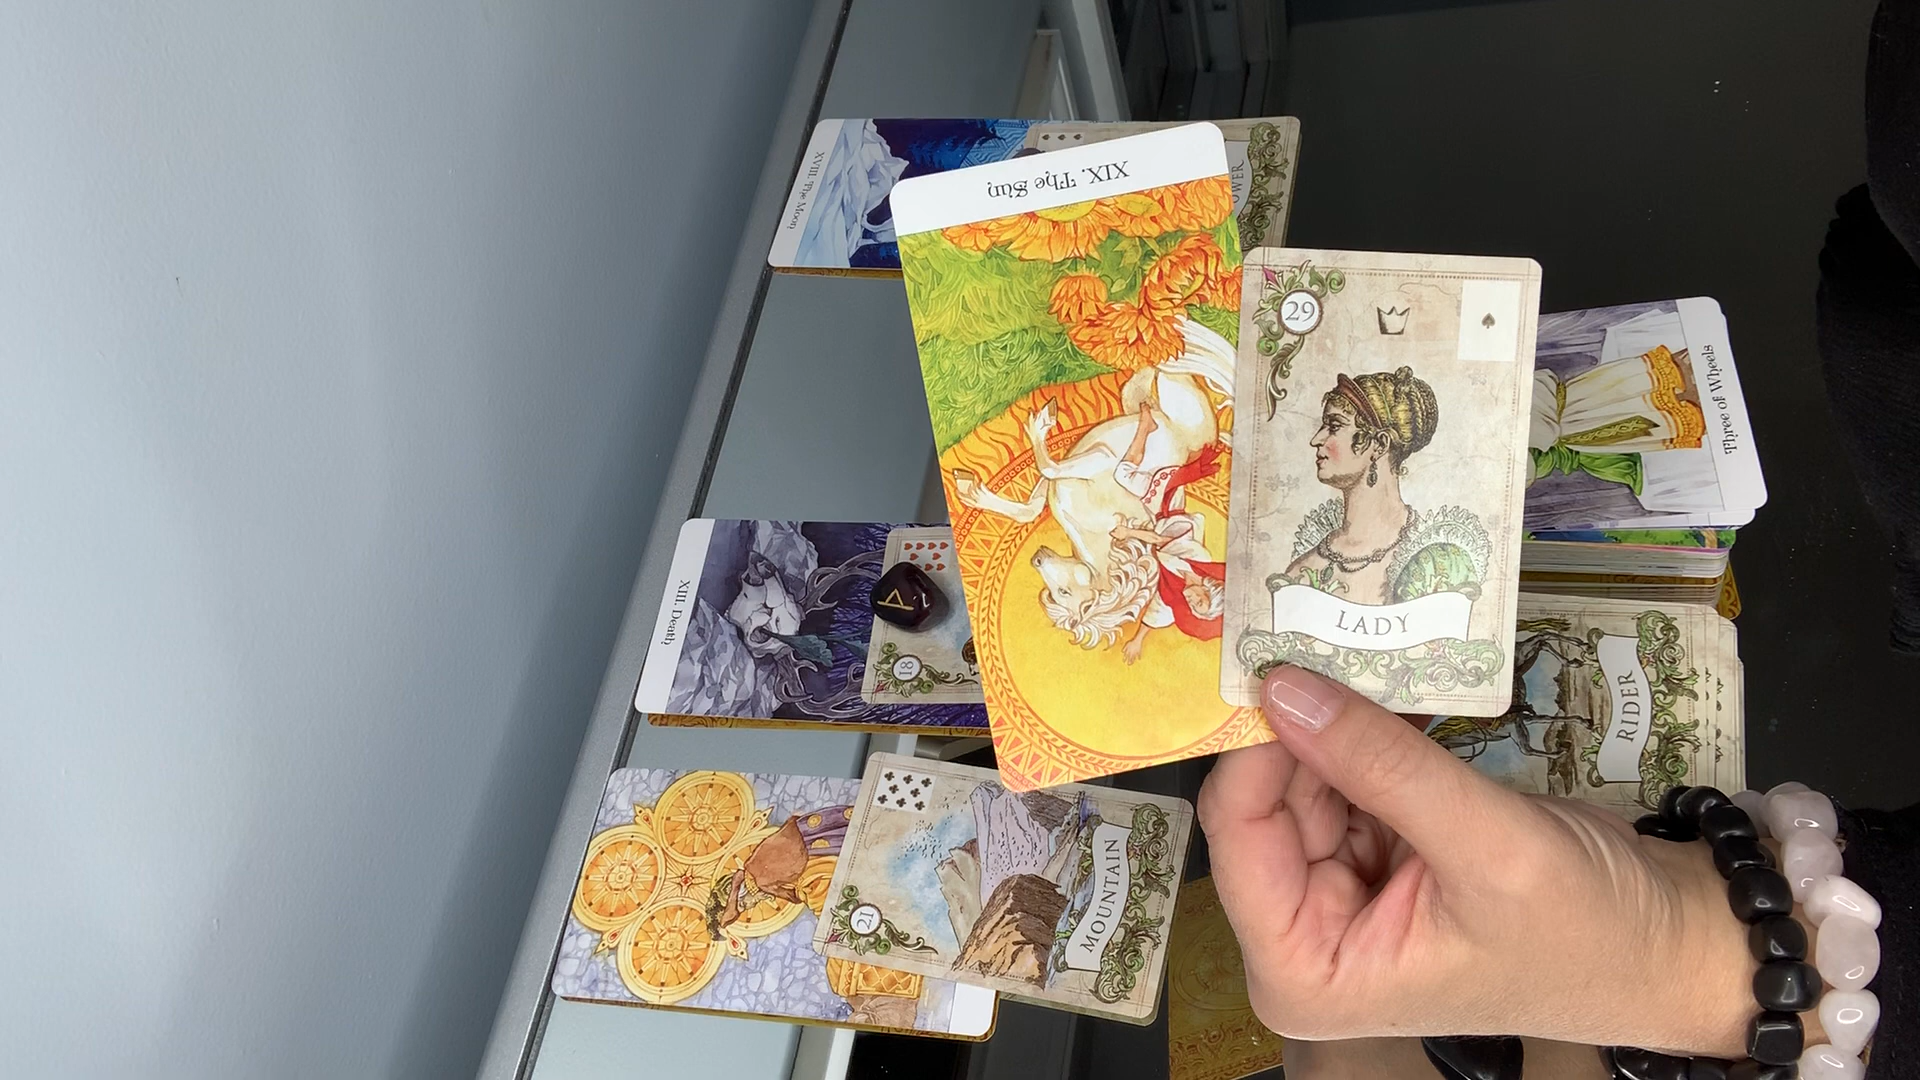 XVIII. The Moon
XIX. The Sun
29
LADY
Three of Wheels
XIII. Death
18
RIDER
21
MOUNTAIN